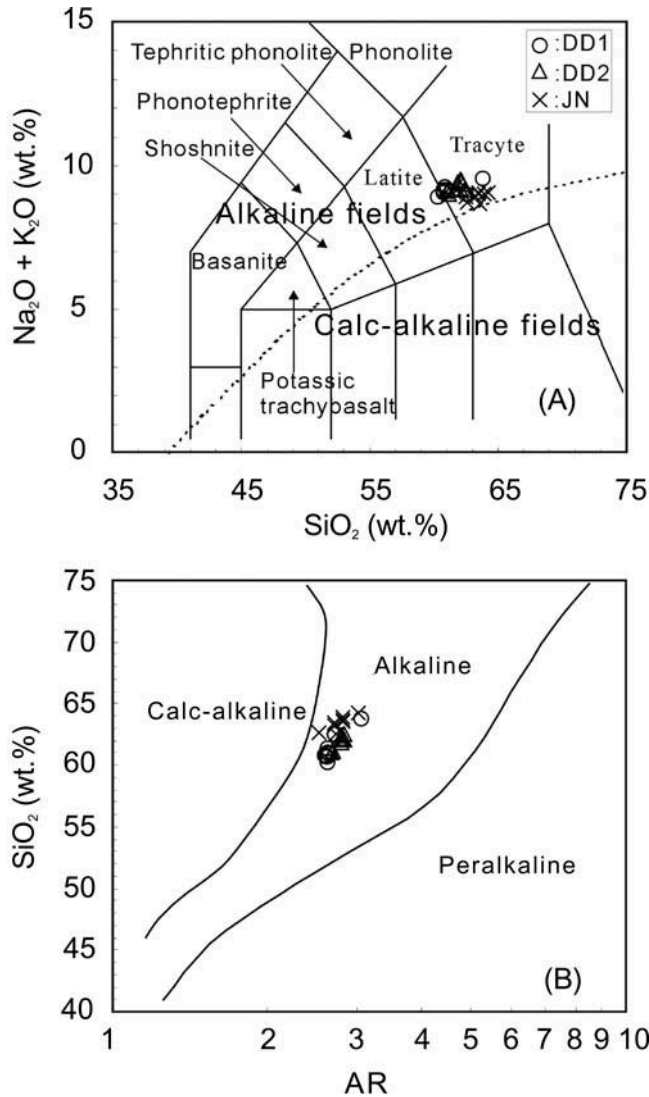 15
10
5
0
Na₂O + K₂O (wt.%)
Tephritic phonolite
Phonolite
Phonotephrite
Shoshnite
Latite
Tracyte
Alkaline fields
Basanite
Calc-alkaline fields
Potassic
trachybasalt
○ :DD1
△ :DD2
× :JN
(A)
35 45 55 65 75
SiO₂ (wt.%)
75
70
65
60
55
50
45
40
SiO₂ (wt.%)
Calc-alkaline
Alkaline
Peralkaline
(B)
1 2 3 4 5 6 7 8 9 10
AR